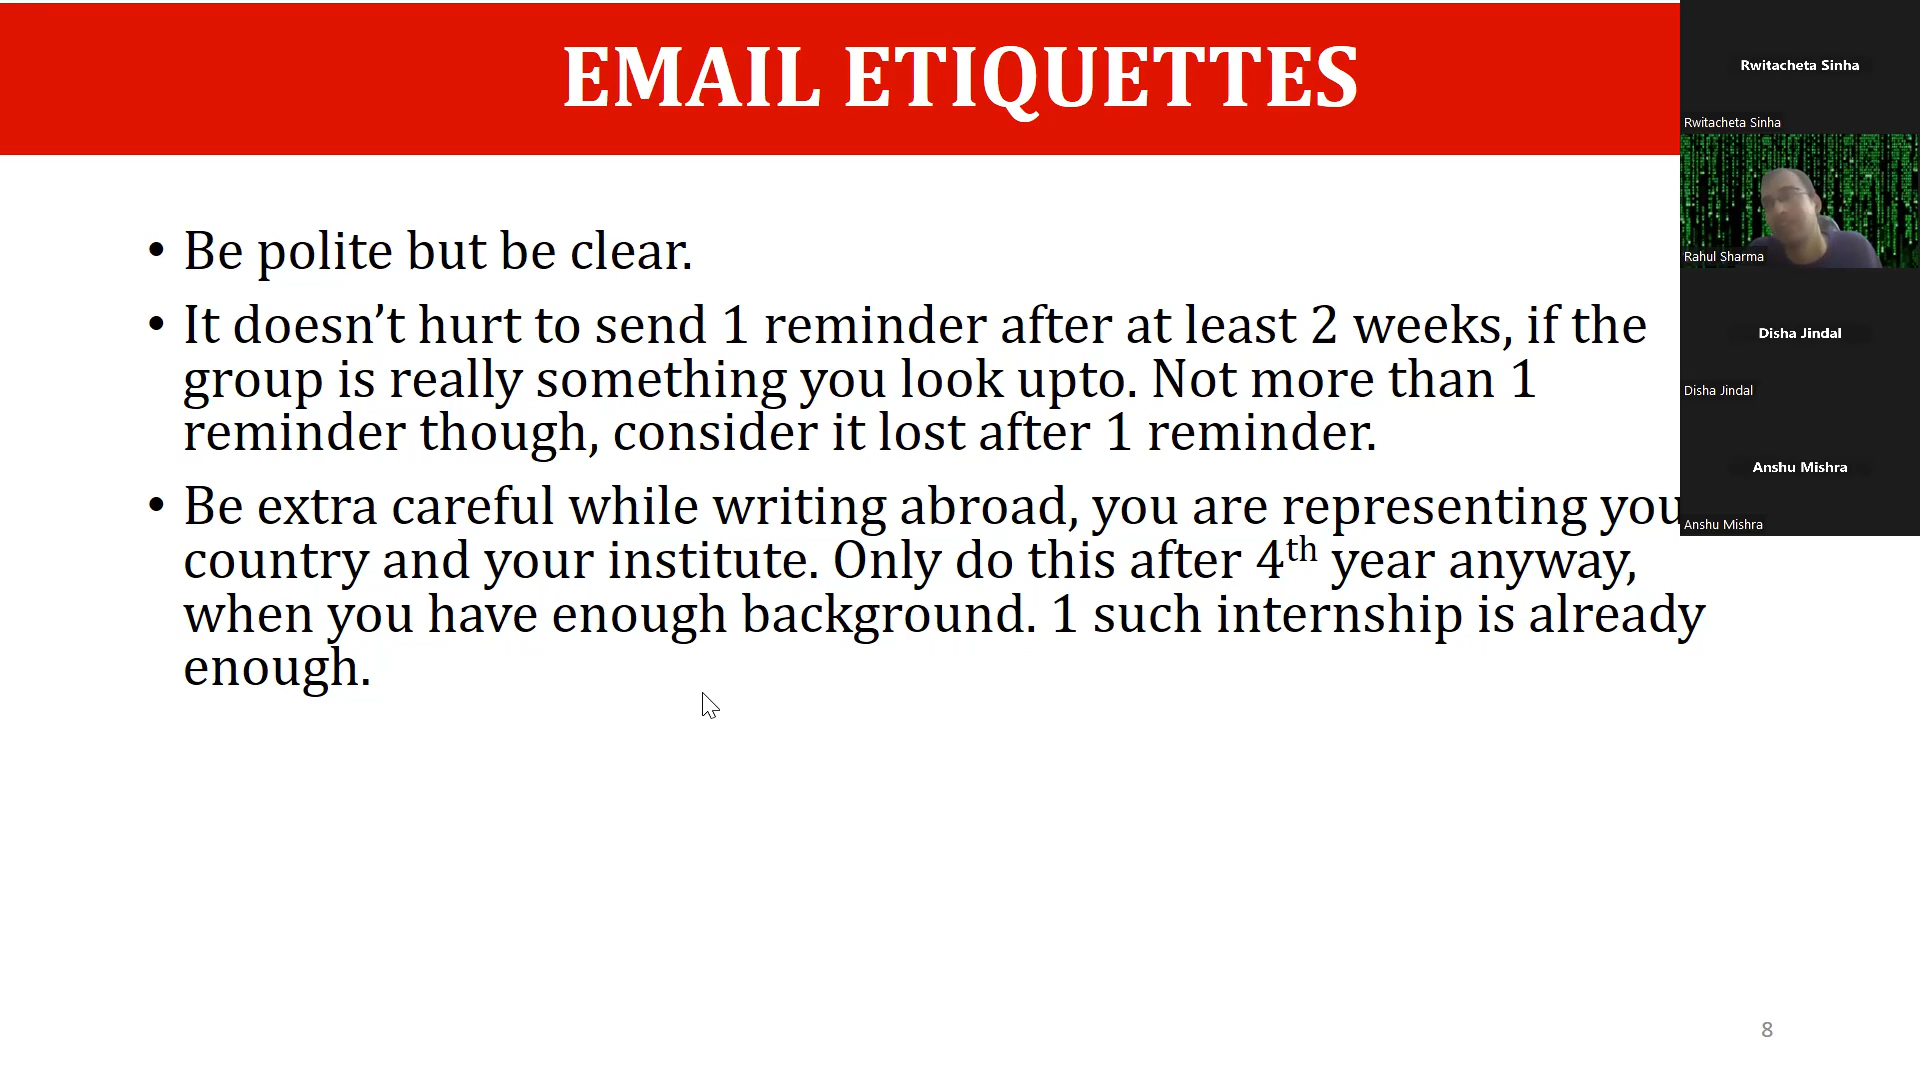 EMAIL ETIQUETTES
• Be polite but be clear.
• It doesn’t hurt to send 1 reminder after at least 2 weeks, if the
group is really something you look upto. Not more than 1
reminder though, consider it lost after 1 reminder.
• Be extra careful while writing abroad, you are representing you
country and your institute. Only do this after 4th year anyway,
when you have enough background. 1 such internship is already
enough.
8
Rwitacheta Sinha
Rwitacheta Sinha
Rahul Sharma
Disha Jindal
Disha Jindal
Anshu Mishra
Anshu Mishra